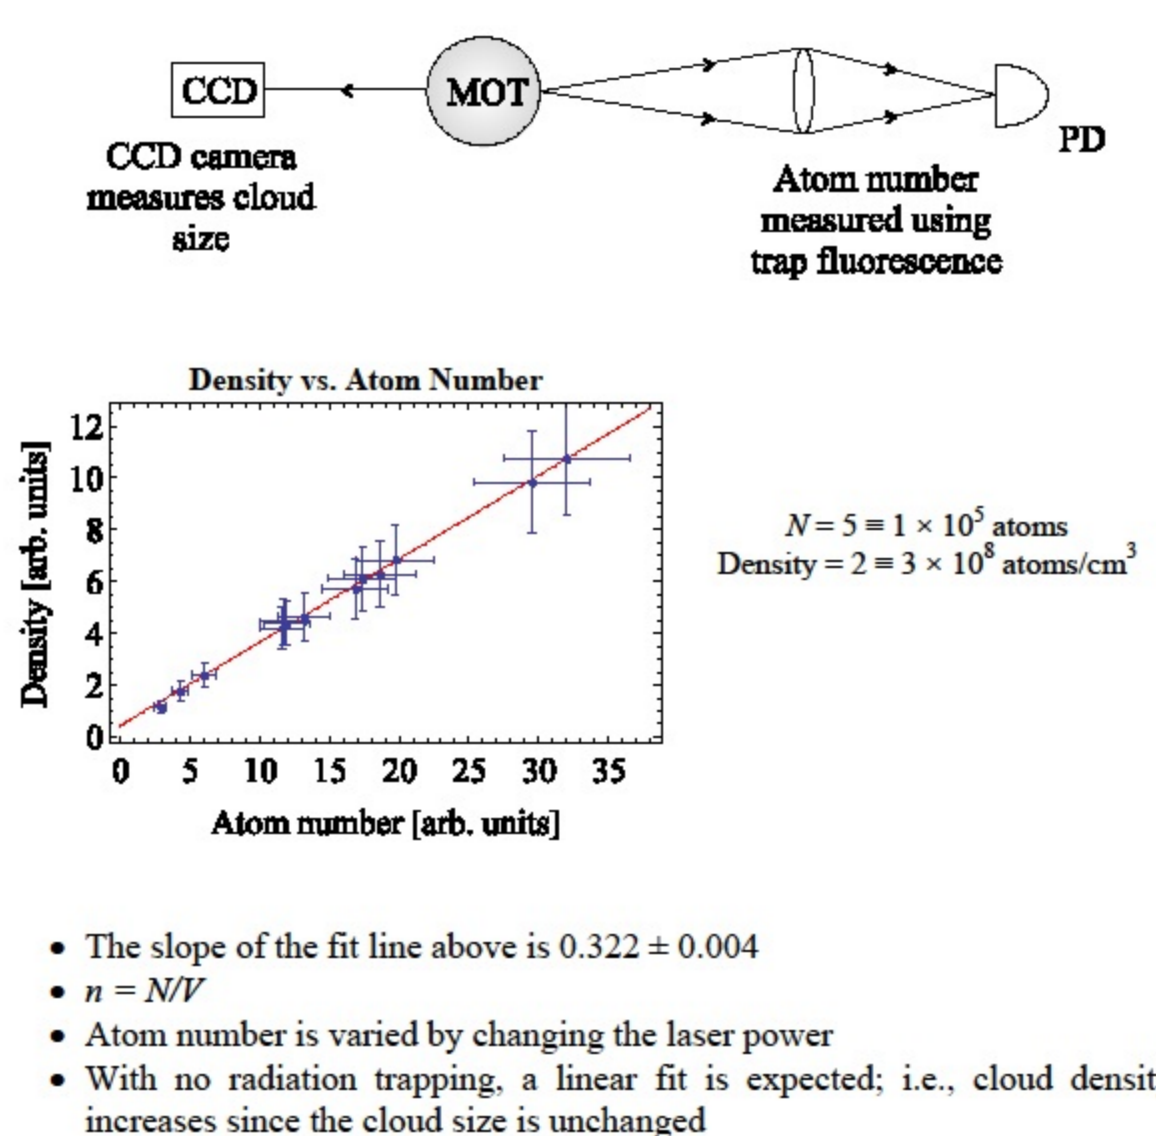 CCD
MOT
PD
CCD camera
measures cloud
size
Atom number
measured using
trap fluorescence
Density vs. Atom Number
Density [arb. units]
12
10
8
6
4
2
0
0 5 10 15 20 25 30 35
Atom number [arb. units]
N = 5 ≡ 1 × 10⁵ atoms
Density = 2 ≡ 3 × 10⁸ atoms/cm³
• The slope of the fit line above is 0.322 ± 0.004
• n = N/V
• Atom number is varied by changing the laser power
• With no radiation trapping, a linear fit is expected; i.e., cloud densit
increases since the cloud size is unchanged